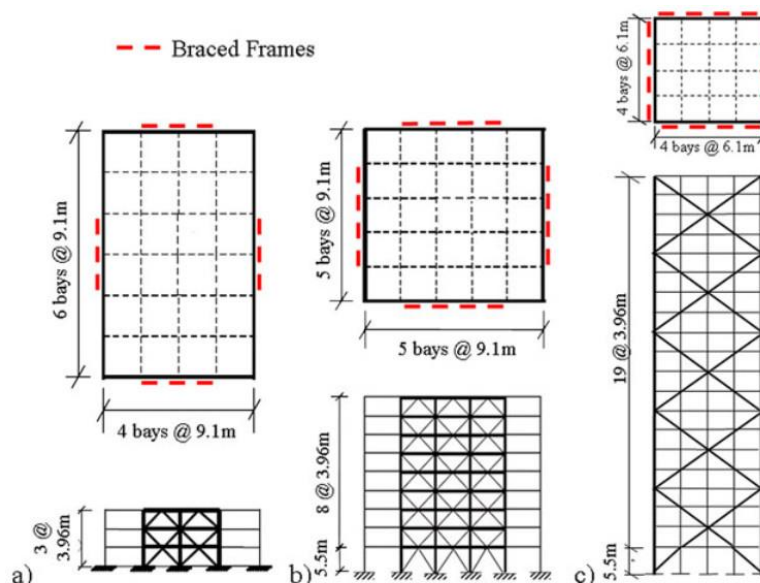 Braced Frames
6 bays @ 9.1m
4 bays @ 9.1m
3 @
3.96m
a)
5 bays @ 9.1m
5 bays @ 9.1m
8 @ 3.96m
5.5m
b)
4 bays @ 6.1m
4 bays @ 6.1m
19 @ 3.96m
5.5m
c)